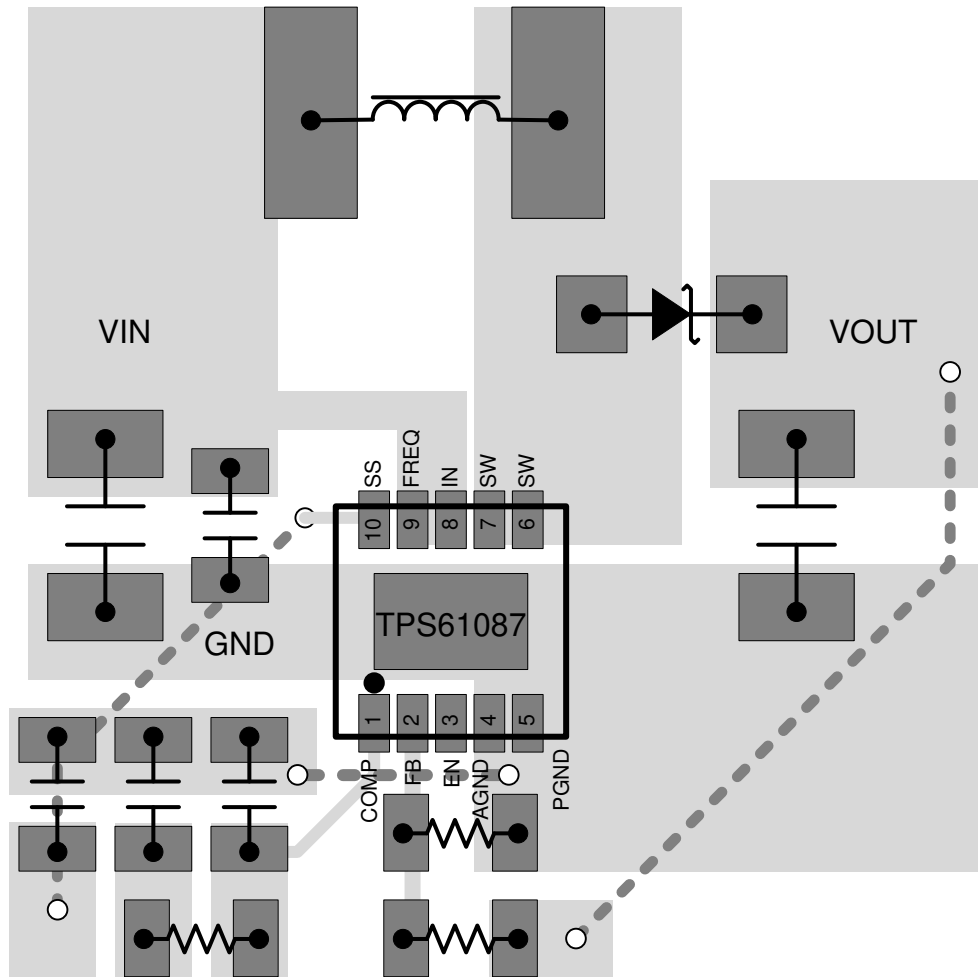 VIN
VOUT
SS
FREQ
IN
SW
SW
10
9
8
7
6
TPS61087
GND
1
2
3
4
5
COMP
FB
EN
AGND
PGND